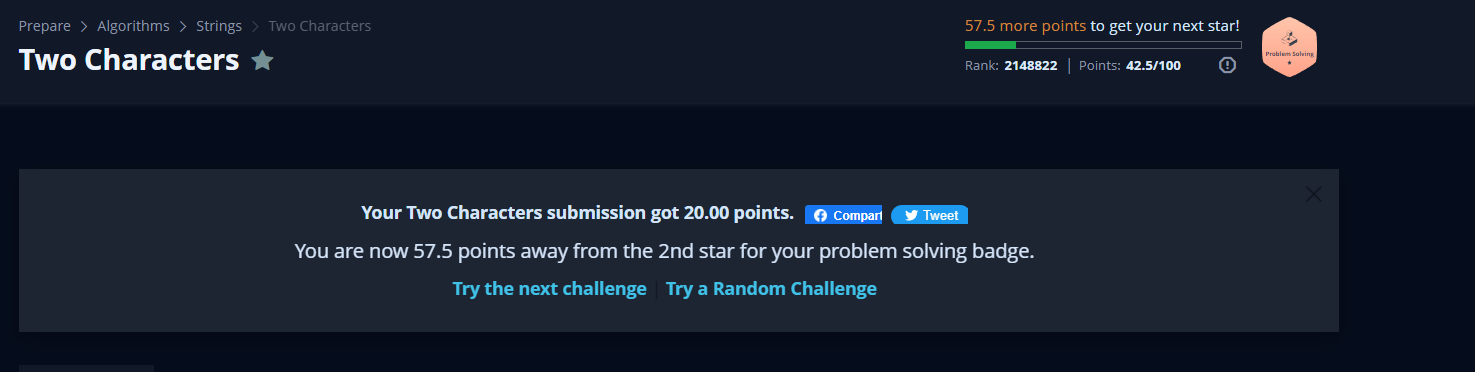 Prepare > Algorithms > Strings > Two Characters
Two Characters
57.5 more points to get your next star!
Rank: 2148822 | Points: 42.5/100
Problem Solving
Your Two Characters submission got 20.00 points. Compart Tweet
You are now 57.5 points away from the 2nd star for your problem solving badge.
Try the next challenge | Try a Random Challenge